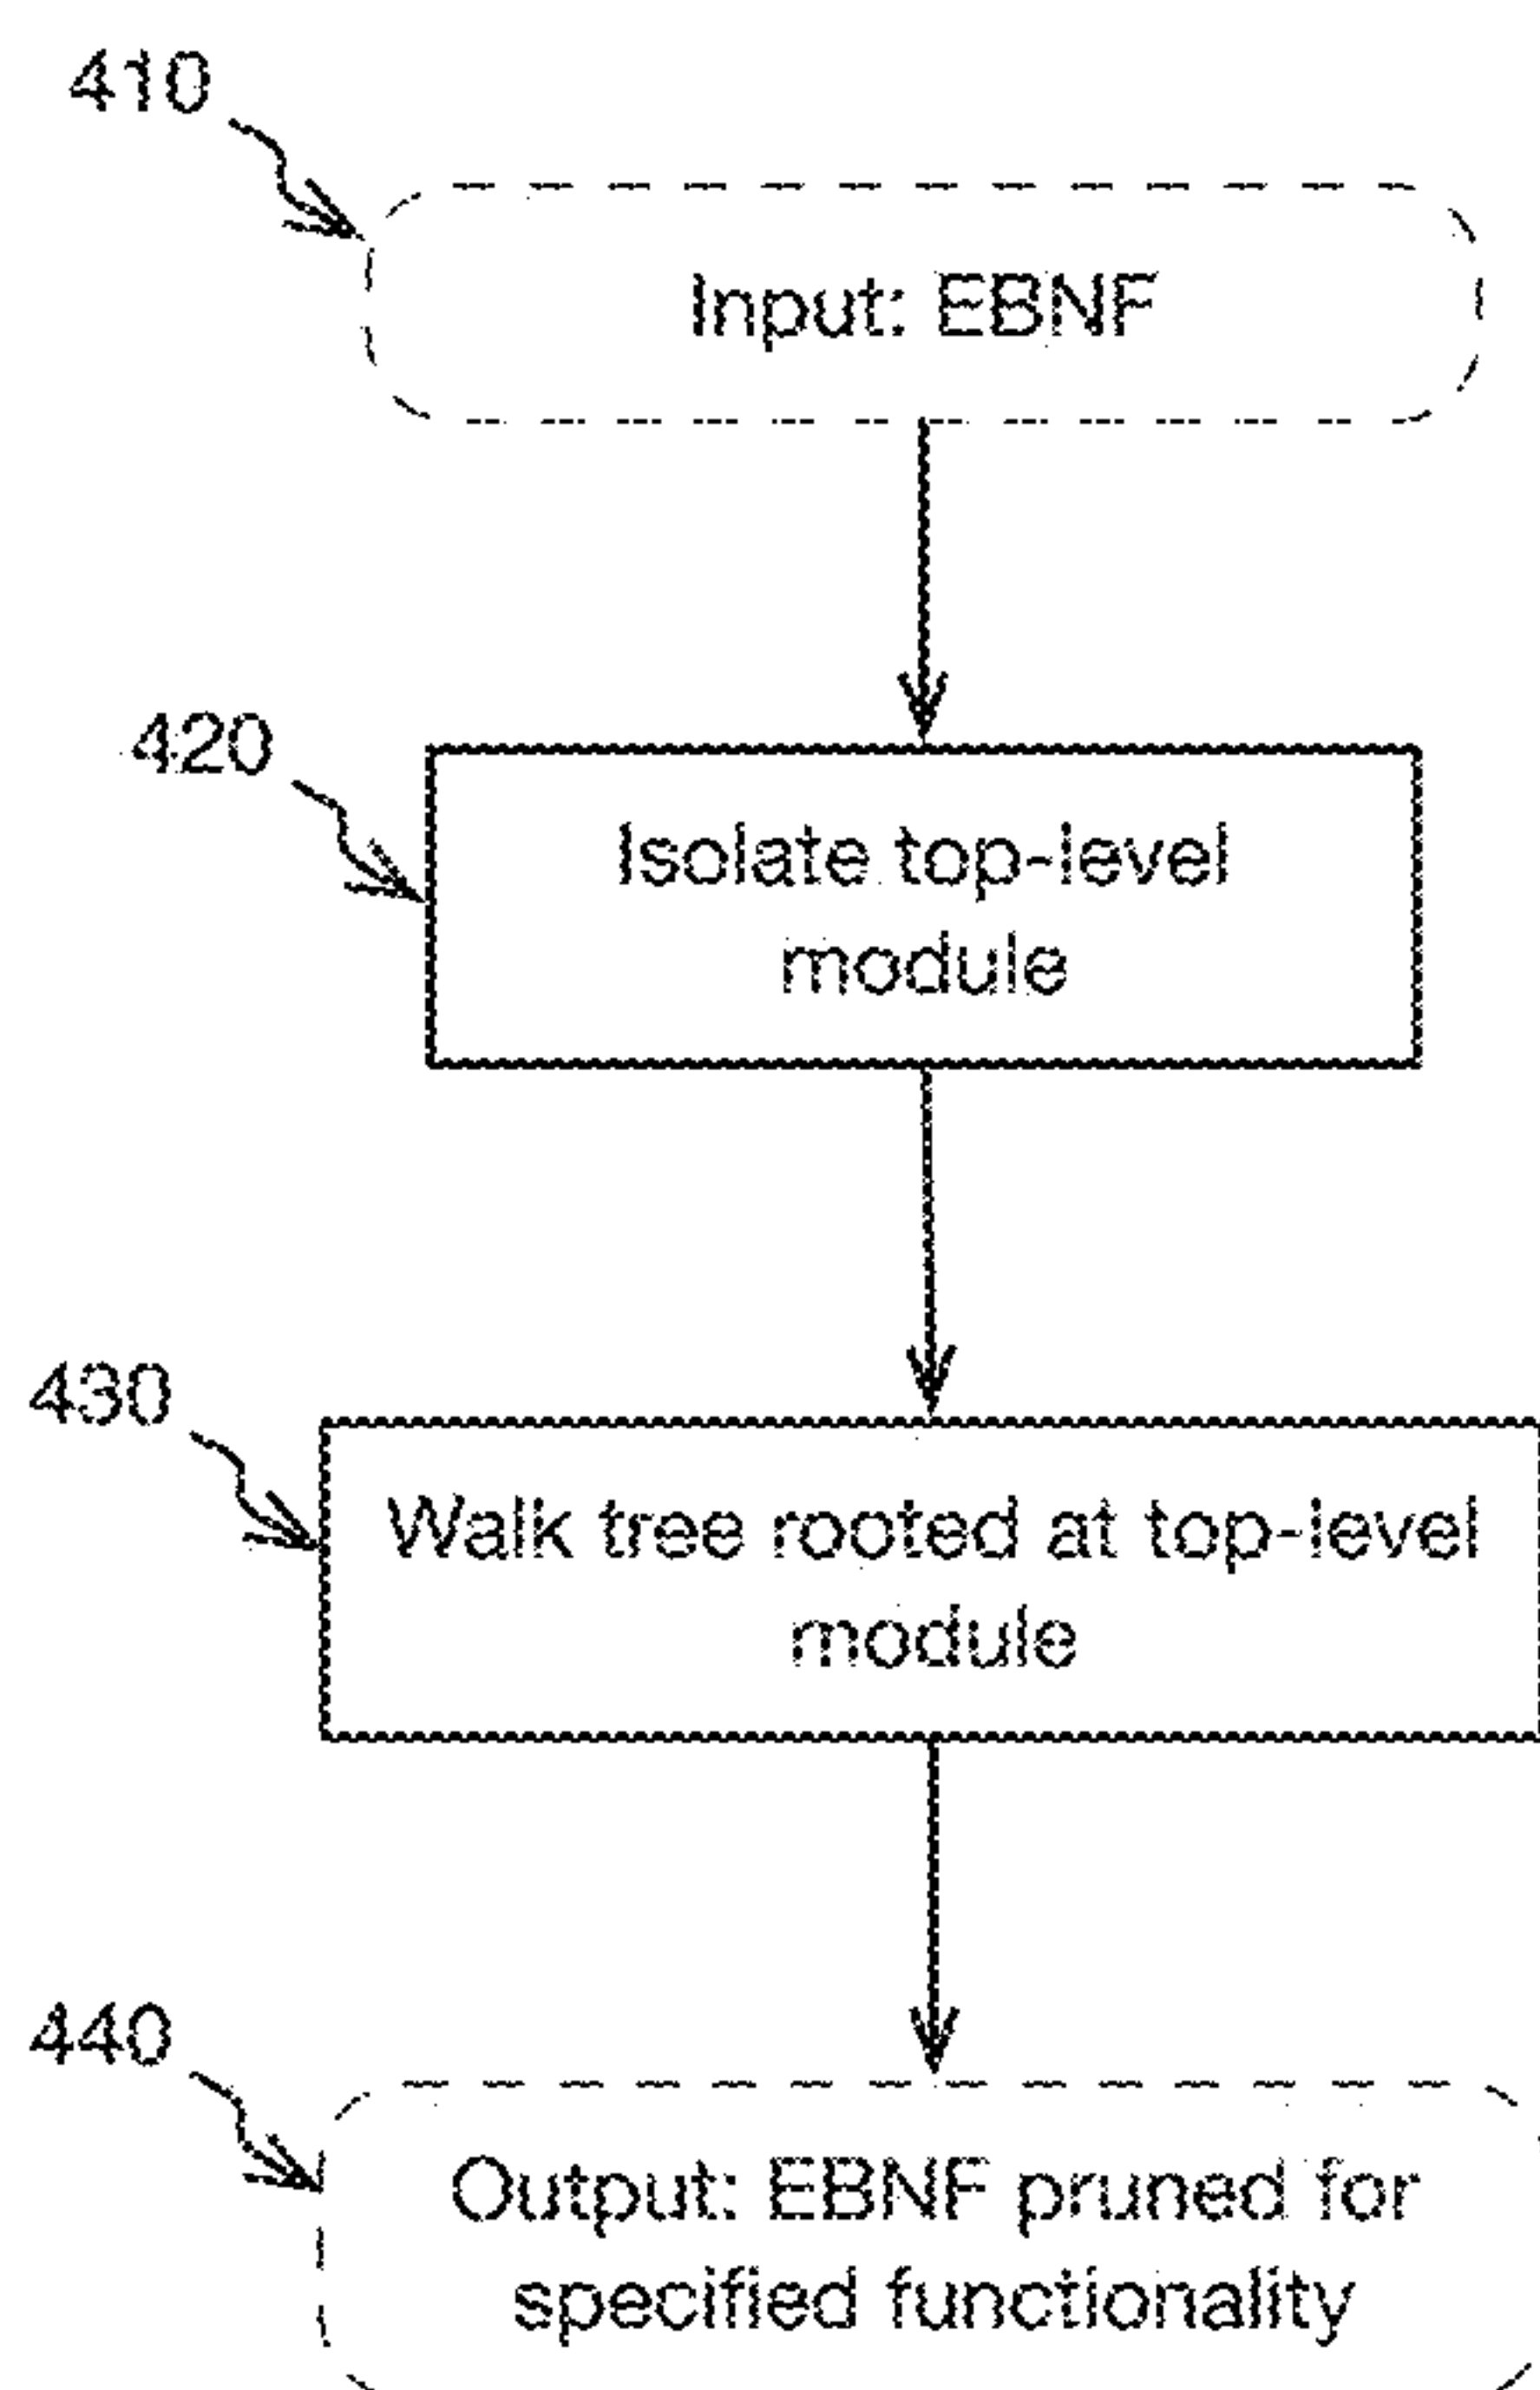 410
Input: EBNF
420
Isolate top-level
module
430
Walk tree rooted at top-level
module
440
Output: EBNF pruned for
specified functionality